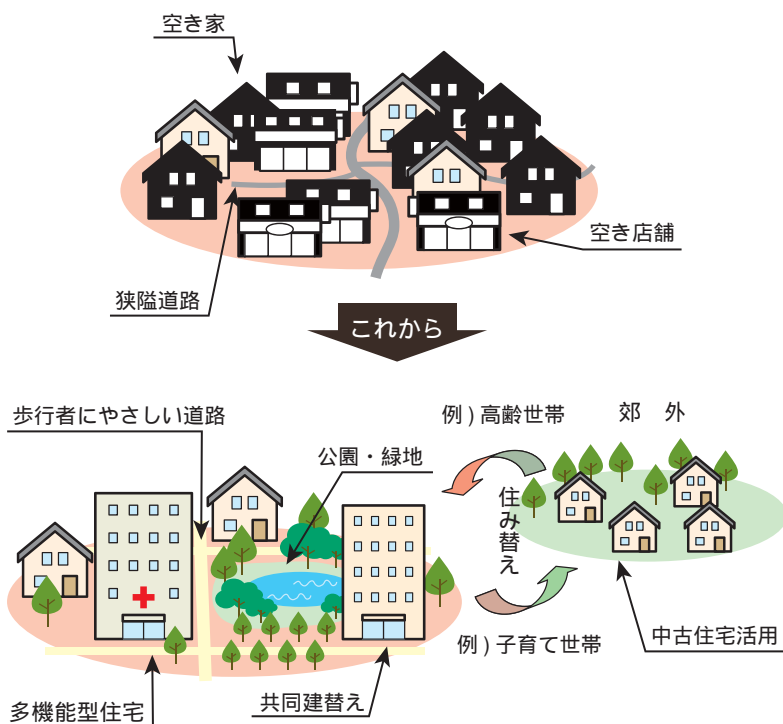 空き家
空き店舗
狭隘道路
これから
歩行者にやさしい道路
例）高齢世帯
郊　外
公園・緑地
住み替え
例）子育て世帯
中古住宅活用
共同建替え
多機能型住宅